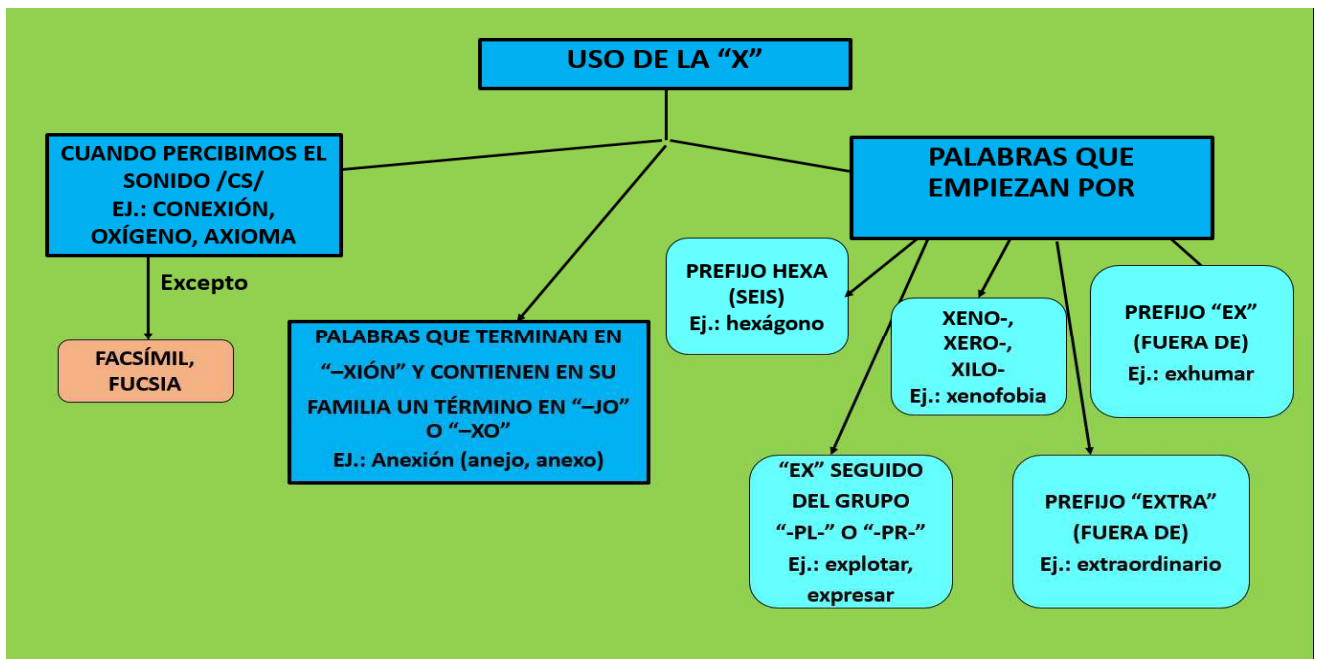 USO DE LA “X”
CUANDO PERCIBIMOS EL
SONIDO /CS/
EJ.: CONEXIÓN,
OXÍGENO, AXIOMA
Excepto
FACSÍMIL,
FUCSIA
PALABRAS QUE TERMINAN EN
“–XIÓN” Y CONTIENEN EN SU
FAMILIA UN TÉRMINO EN “–JO”
O “–XO”
EJ.: Anexión (anejo, anexo)
PALABRAS QUE
EMPIEZAN POR
PREFIJO HEXA
(SEIS)
Ej.: hexágono
“EX” SEGUIDO
DEL GRUPO
“-PL-” O “-PR-”
Ej.: explotar,
expresar
XENO-,
XERO-,
XILO-
Ej.: xenofobia
PREFIJO “EXTRA”
(FUERA DE)
Ej.: extraordinario
PREFIJO “EX”
(FUERA DE)
Ej.: exhumar